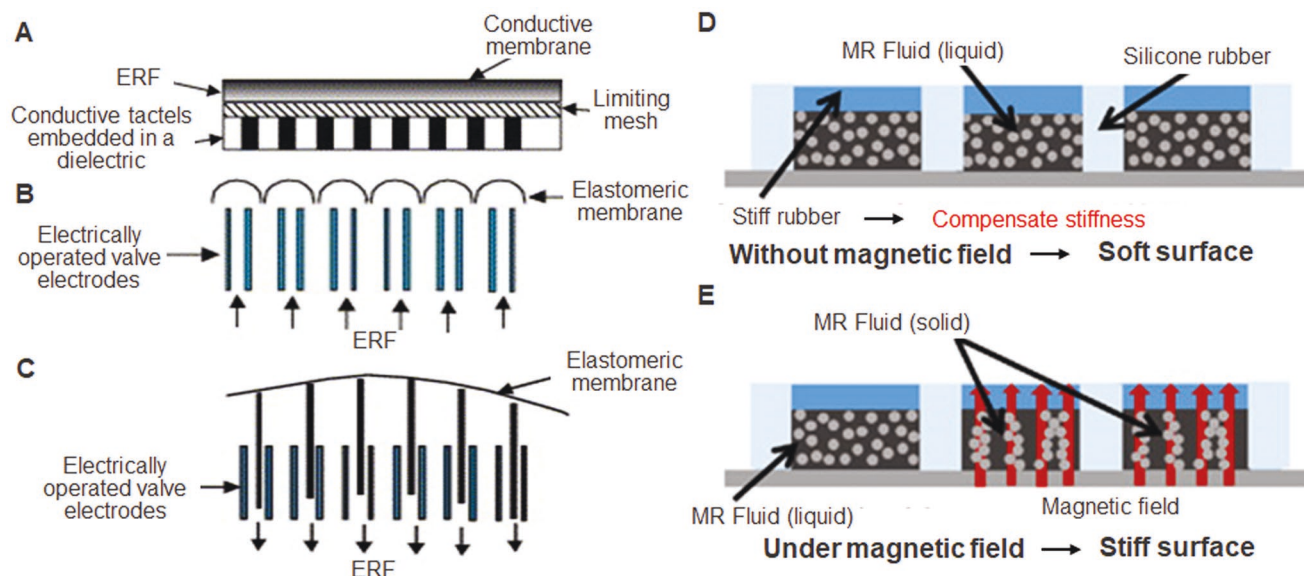 A
Conductive
membrane
ERF
Conductive tactels
embedded in a
dielectric
Limiting
mesh
B
Elastomeric
membrane
Electrically
operated valve
electrodes
ERF
C
Elastomeric
membrane
Electrically
operated valve
electrodes
ERF
D
MR Fluid (liquid)
Silicone rubber
Stiff rubber → Compensate stiffness
Without magnetic field → Soft surface
E
MR Fluid (solid)
MR Fluid (liquid)
Magnetic field
Under magnetic field → Stiff surface